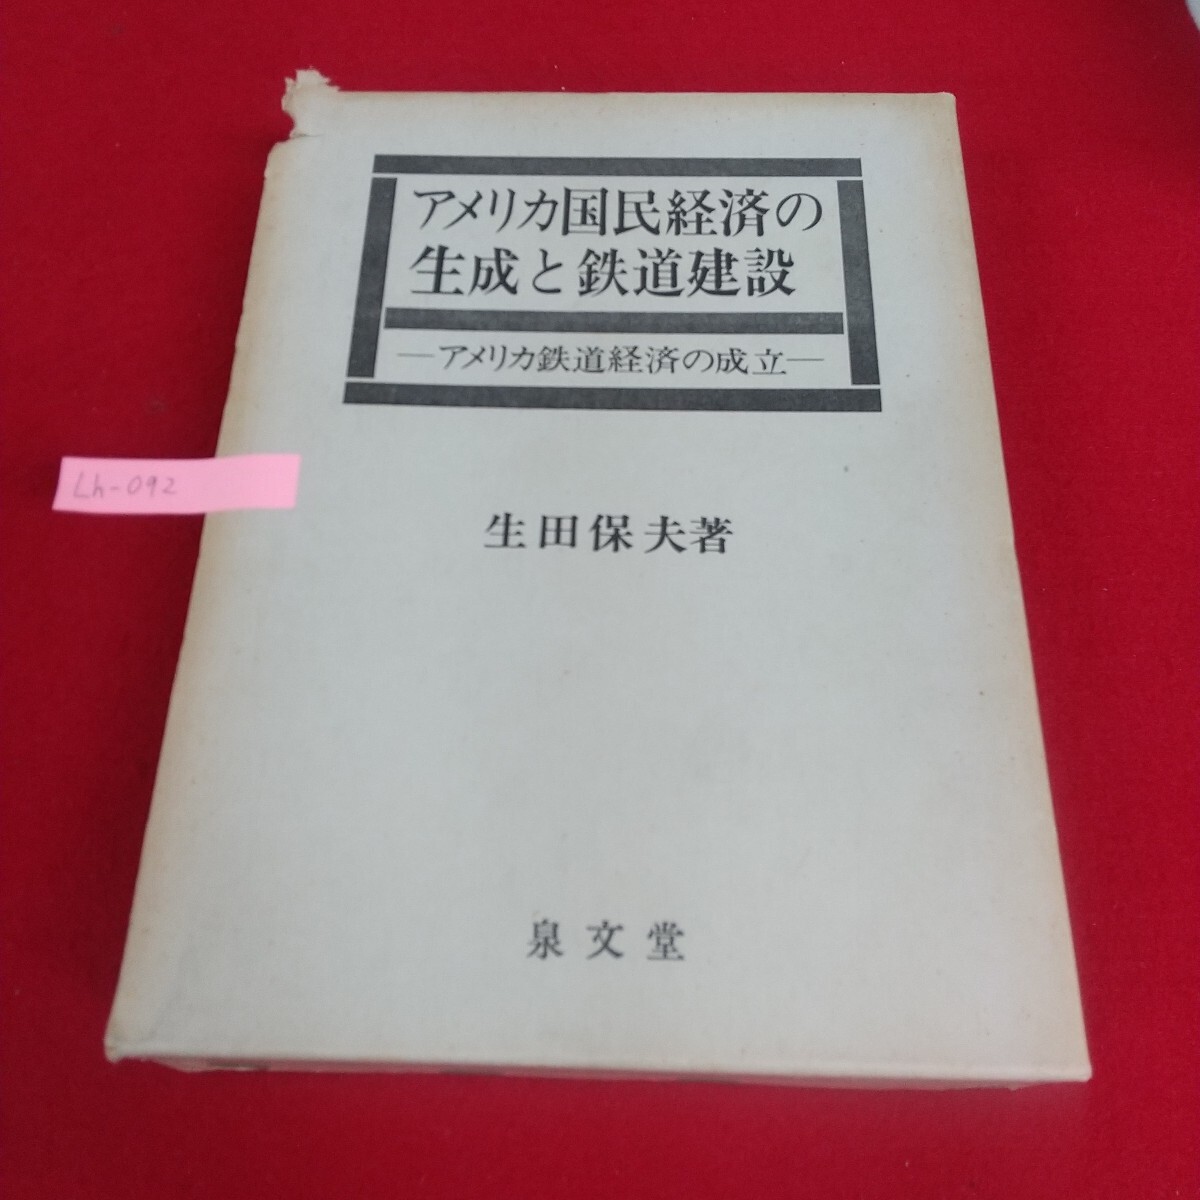 アメリカ国民経済の
生成と鉄道建設
―アメリカ鉄道経済の成立―
Lh-092
生田保夫著
泉文堂